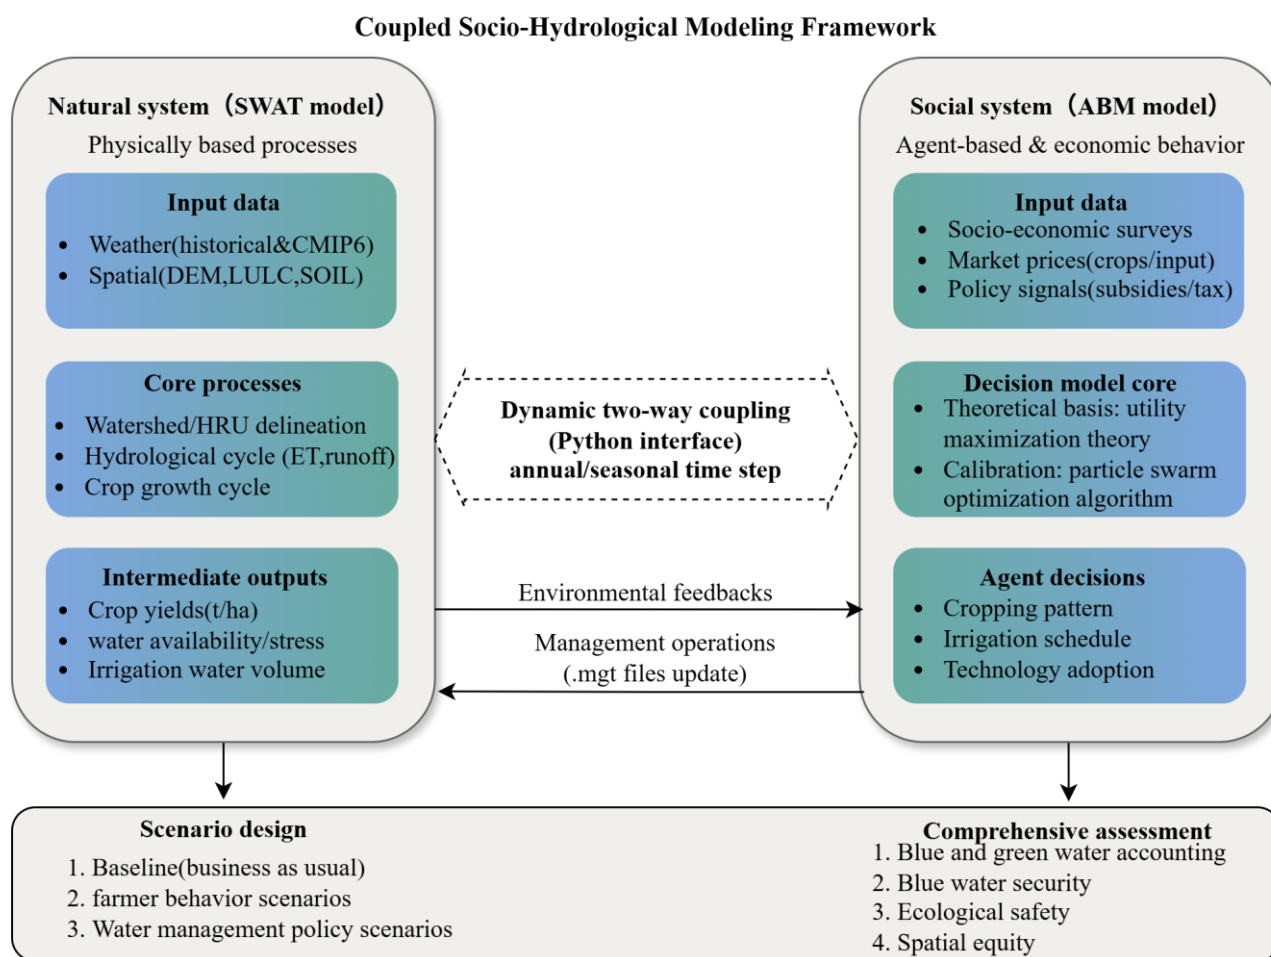 Coupled Socio-Hydrological Modeling Framework
Natural system（SWAT model）
Physically based processes
Input data
• Weather(historical&CMIP6)
• Spatial(DEM,LULC,SOIL)
Core processes
• Watershed/HRU delineation
• Hydrological cycle (ET,runoff)
• Crop growth cycle
Intermediate outputs
• Crop yields(t/ha)
• water availability/stress
• Irrigation water volume
Dynamic two-way coupling
(Python interface)
annual/seasonal time step
Environmental feedbacks
Management operations
(.mgt files update)
Social system（ABM model）
Agent-based & economic behavior
Input data
• Socio-economic surveys
• Market prices(crops/input)
• Policy signals(subsidies/tax)
Decision model core
• Theoretical basis: utility
maximization theory
• Calibration: particle swarm
optimization algorithm
Agent decisions
• Cropping pattern
• Irrigation schedule
• Technology adoption
Scenario design
1. Baseline(business as usual)
2. farmer behavior scenarios
3. Water management policy scenarios
Comprehensive assessment
1. Blue and green water accounting
2. Blue water security
3. Ecological safety
4. Spatial equity